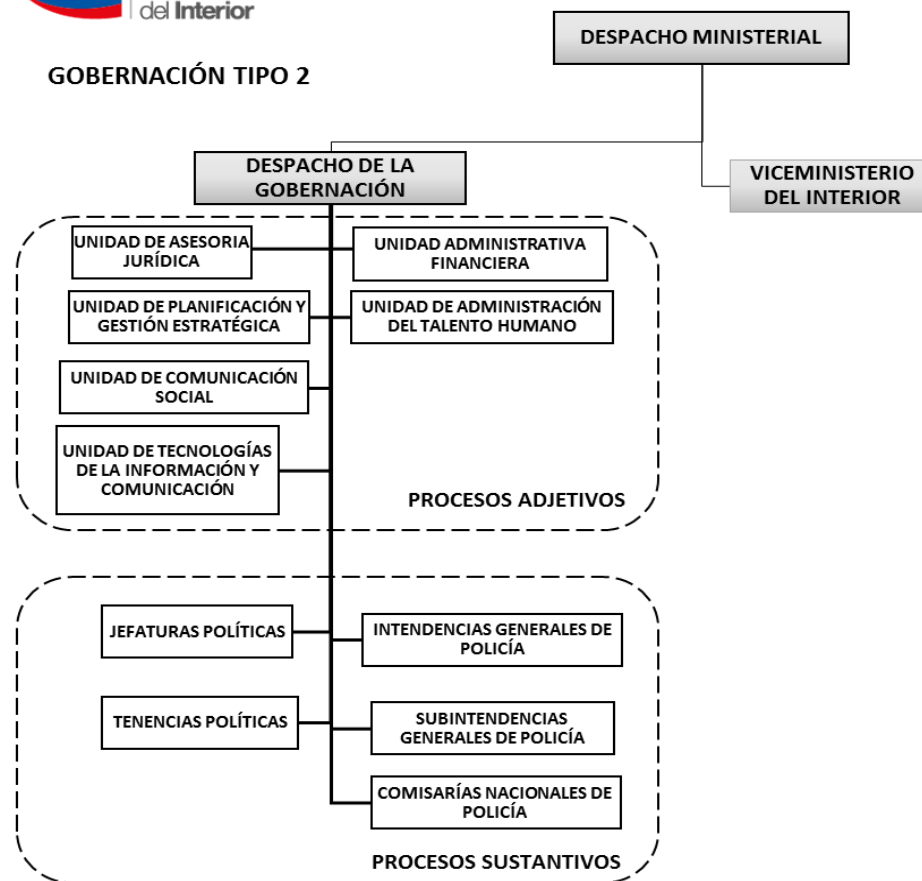 del Interior
DESPACHO MINISTERIAL
GOBERNACIÓN TIPO 2
DESPACHO DE LA
GOBERNACIÓN
VICEMINISTERIO
DEL INTERIOR
UNIDAD DE ASESORIA
JURÍDICA
UNIDAD ADMINISTRATIVA
FINANCIERA
UNIDAD DE PLANIFICACIÓN Y
GESTIÓN ESTRATÉGICA
UNIDAD DE ADMINISTRACIÓN
DEL TALENTO HUMANO
UNIDAD DE COMUNICACIÓN
SOCIAL
UNIDAD DE TECNOLOGÍAS
DE LA INFORMACIÓN Y
COMUNICACIÓN
PROCESOS ADJETIVOS
JEFATURAS POLÍTICAS
INTENDENCIAS GENERALES DE
POLICÍA
TENENCIAS POLÍTICAS
SUBINTENDENCIAS
GENERALES DE POLICÍA
COMISARÍAS NACIONALES DE
POLICÍA
PROCESOS SUSTANTIVOS